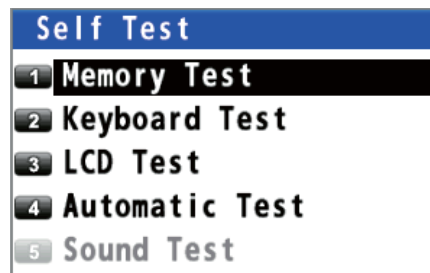 Self Test
1 Memory Test
2 Keyboard Test
3 LCD Test
4 Automatic Test
5 Sound Test